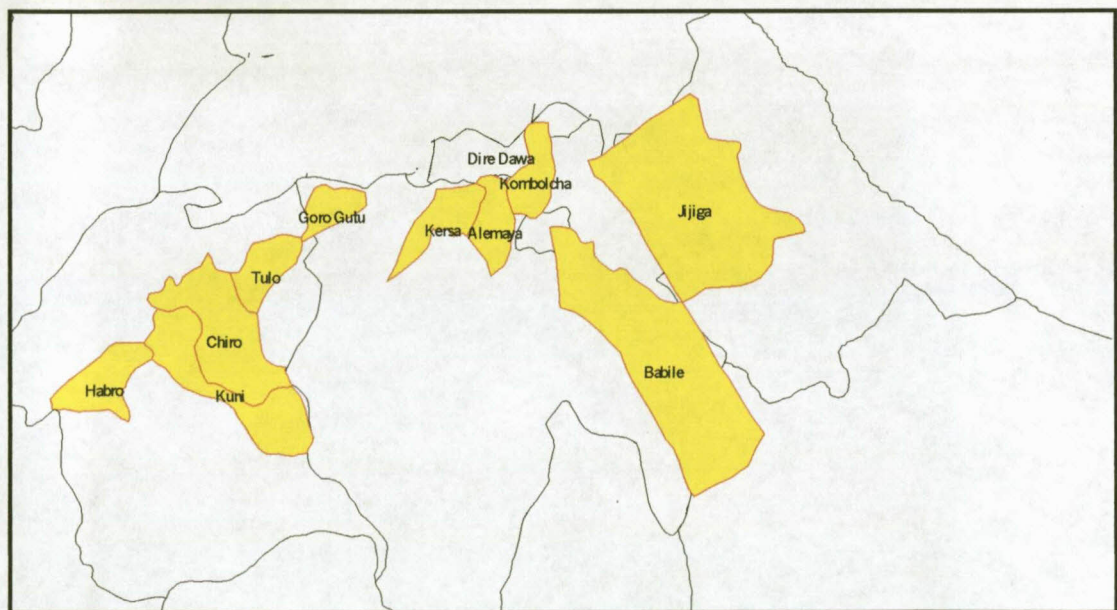 Dire Dawa
Kombolcha
Goro Gutu
Jijiga
Kersa
Alemaya
Tulo
Chiro
Babile
Habro
Kuni